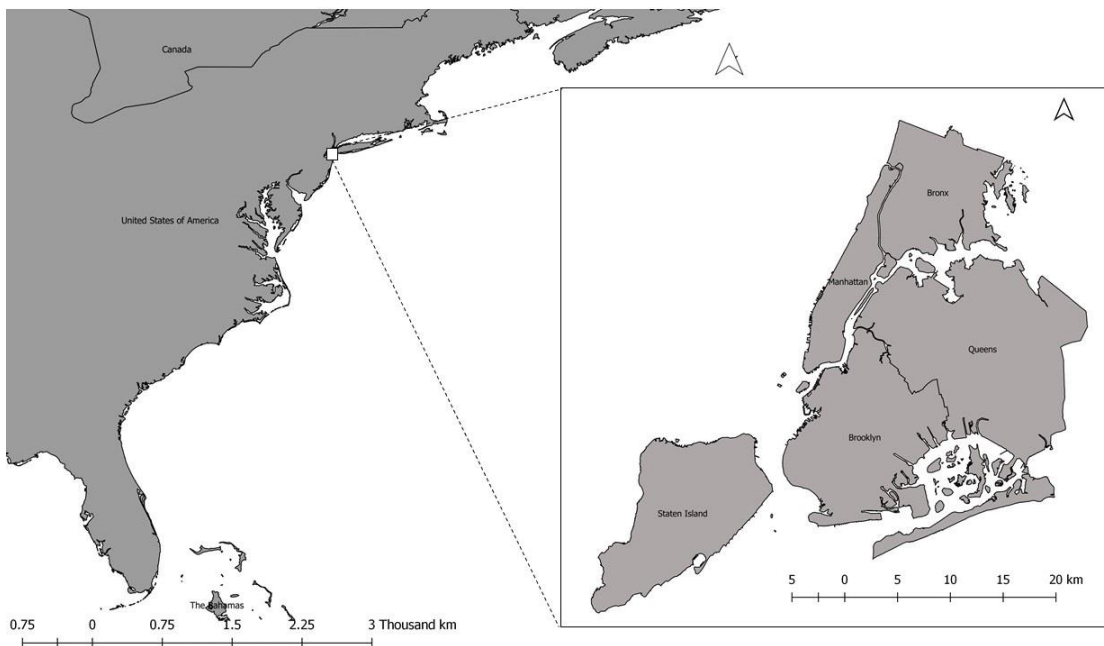 Canada
United States of America
The Bahamas
0.75 0 0.75 1.5 2.25 3 Thousand km
Bronx
Manhattan
Queens
Brooklyn
Staten Island
5 0 5 10 15 20 km